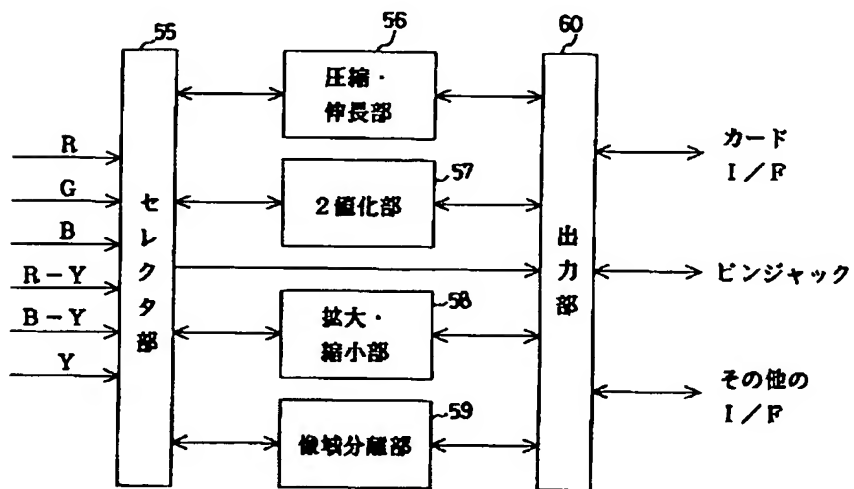 55
56
60
圧縮・
伸長部
57
2値化部
58
拡大・
縮小部
59
像域分離部
R
G
B
R-Y
B-Y
Y
セレクタ部
出力部
カード
I/F
ピンジャック
その他の
I/F